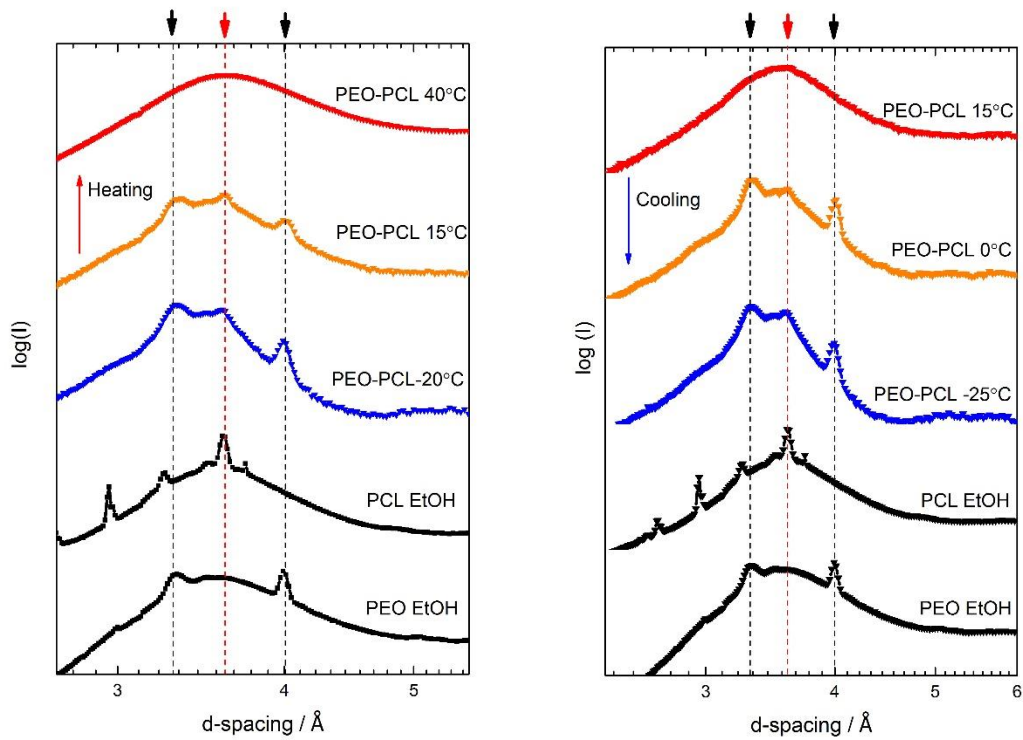 PEO-PCL 40°C
Heating
PEO-PCL 15°C
PEO-PCL-20°C
PCL EtOH
PEO EtOH
log(I)
3 4 5
d-spacing / Å
PEO-PCL 15°C
Cooling
PEO-PCL 0°C
PEO-PCL -25°C
PCL EtOH
PEO EtOH
log (I)
3 4 5 6
d-spacing / Å